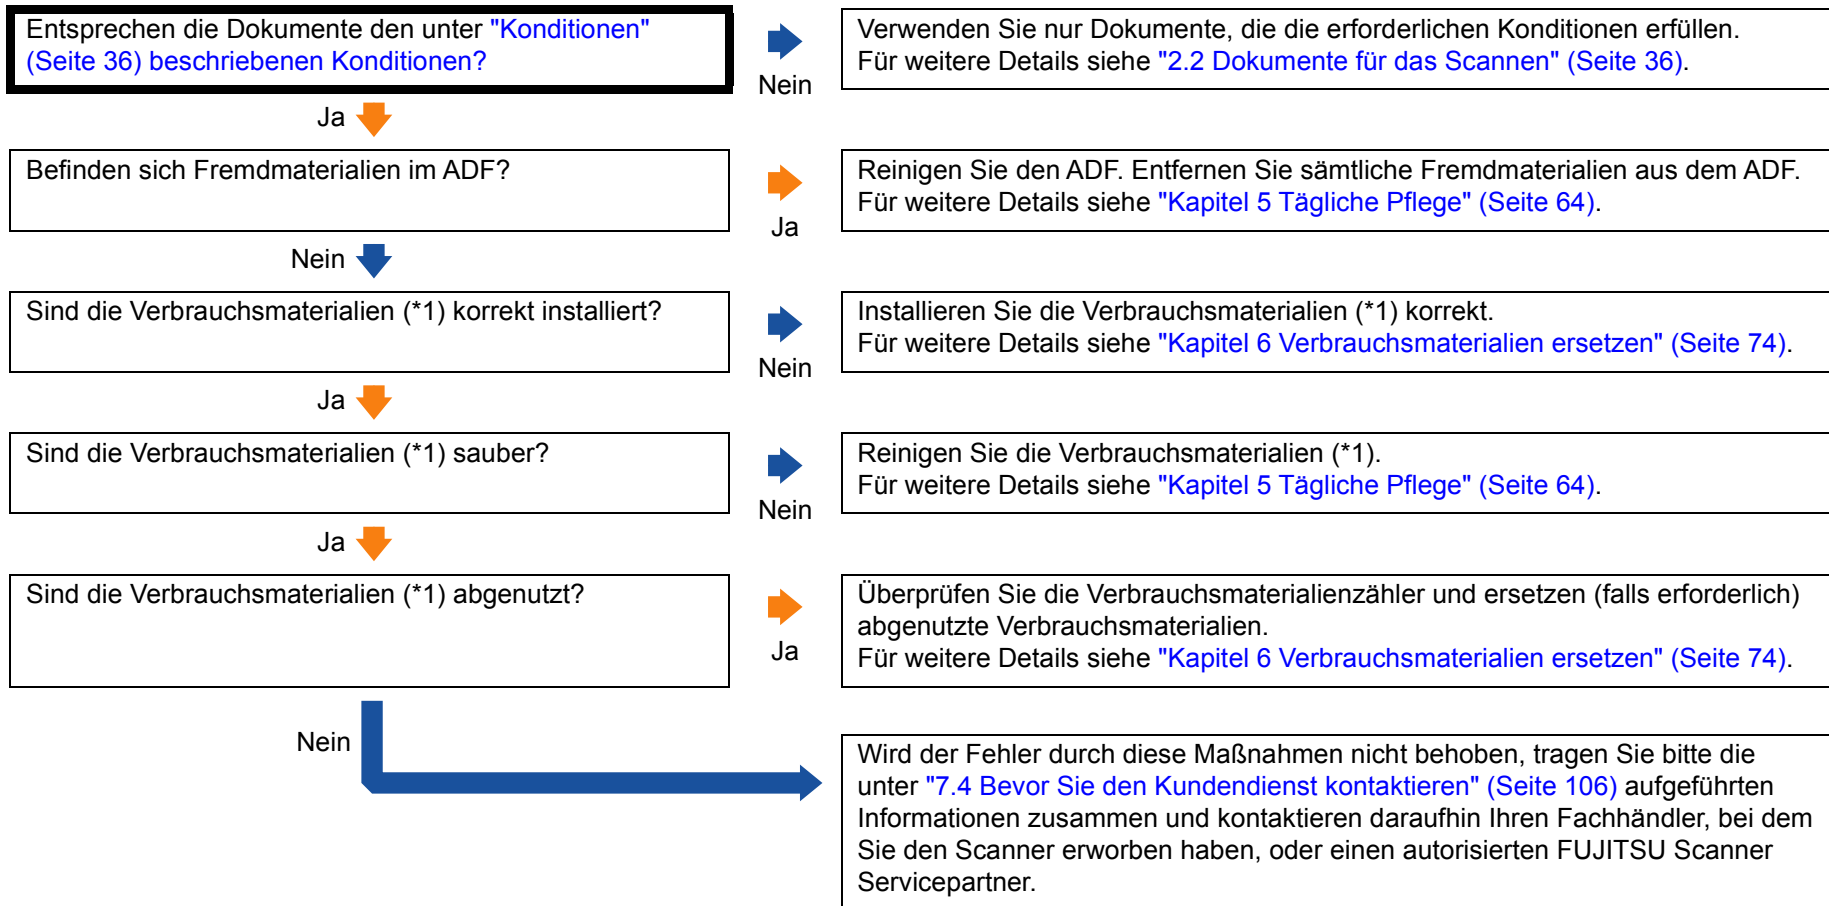 Entsprechen die Dokumente den unter "Konditionen"
(Seite 36) beschriebenen Konditionen?
Nein
Verwenden Sie nur Dokumente, die die erforderlichen Konditionen erfüllen.
Für weitere Details siehe "2.2 Dokumente für das Scannen" (Seite 36).
Ja
Befinden sich Fremdmaterialien im ADF?
Ja
Reinigen Sie den ADF. Entfernen Sie sämtliche Fremdmaterialien aus dem ADF.
Für weitere Details siehe "Kapitel 5 Tägliche Pflege" (Seite 64).
Nein
Sind die Verbrauchsmaterialien (*1) korrekt installiert?
Nein
Installieren Sie die Verbrauchsmaterialien (*1) korrekt.
Für weitere Details siehe "Kapitel 6 Verbrauchsmaterialien ersetzen" (Seite 74).
Ja
Sind die Verbrauchsmaterialien (*1) sauber?
Nein
Reinigen Sie die Verbrauchsmaterialien (*1).
Für weitere Details siehe "Kapitel 5 Tägliche Pflege" (Seite 64).
Ja
Sind die Verbrauchsmaterialien (*1) abgenutzt?
Ja
Überprüfen Sie die Verbrauchsmaterialienzähler und ersetzen (falls erforderlich)
abgenutzte Verbrauchsmaterialien.
Für weitere Details siehe "Kapitel 6 Verbrauchsmaterialien ersetzen" (Seite 74).
Nein
Wird der Fehler durch diese Maßnahmen nicht behoben, tragen Sie bitte die
unter "7.4 Bevor Sie den Kundendienst kontaktieren" (Seite 106) aufgeführten
Informationen zusammen und kontaktieren daraufhin Ihren Fachhändler, bei dem
Sie den Scanner erworben haben, oder einen autorisierten FUJITSU Scanner
Servicepartner.